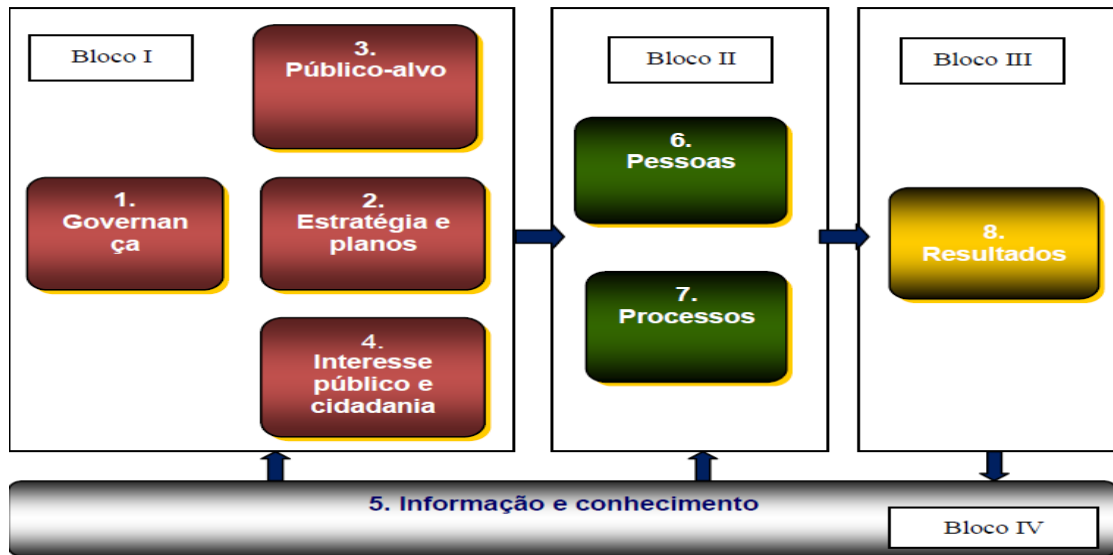 Bloco I
3.
Público-alvo
1.
Governan
ça
2.
Estratégia e
planos
4.
Interesse
público e
cidadania
Bloco II
6.
Pessoas
7.
Processos
Bloco III
8.
Resultados
5. Informação e conhecimento
Bloco IV